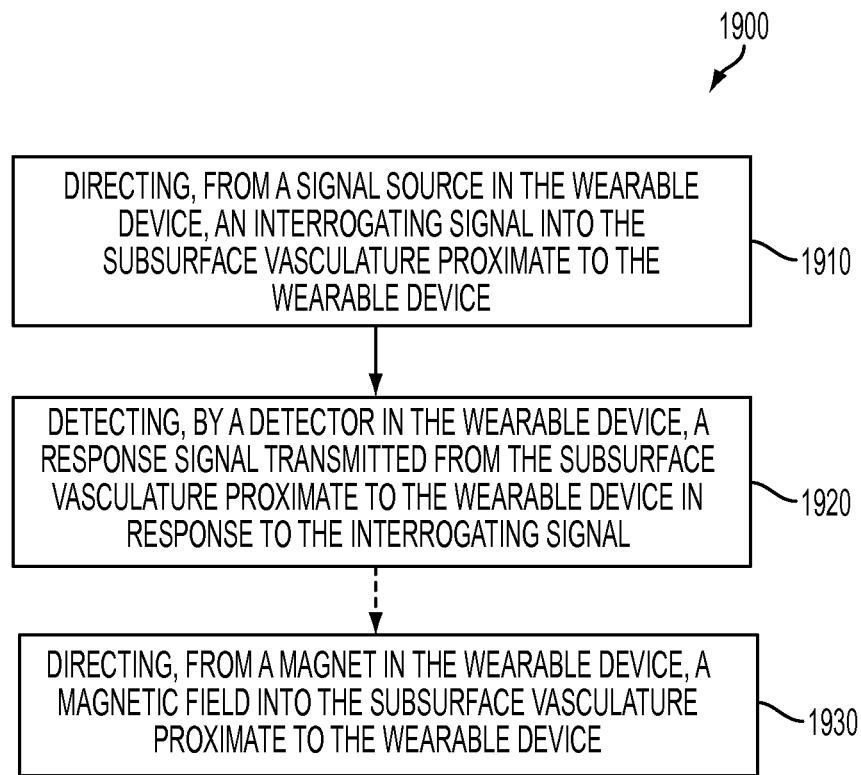 1900
DIRECTING, FROM A SIGNAL SOURCE IN THE WEARABLE
DEVICE, AN INTERROGATING SIGNAL INTO THE
SUBSURFACE VASCULATURE PROXIMATE TO THE
WEARABLE DEVICE
1910
DETECTING, BY A DETECTOR IN THE WEARABLE DEVICE, A
RESPONSE SIGNAL TRANSMITTED FROM THE SUBSURFACE
VASCULATURE PROXIMATE TO THE WEARABLE DEVICE IN
RESPONSE TO THE INTERROGATING SIGNAL
1920
DIRECTING, FROM A MAGNET IN THE WEARABLE DEVICE, A
MAGNETIC FIELD INTO THE SUBSURFACE VASCULATURE
PROXIMATE TO THE WEARABLE DEVICE
1930